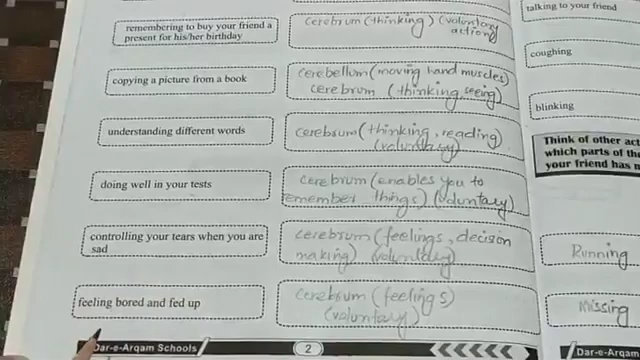 remembering to buy your friend a
present for his/her birthday
cerebrum (thinking) (voluntary
action)
copying a picture from a book
cerebellum (moving hand muscles)
cerebrum (thinking, seeing)
understanding different words
cerebrum (thinking, reading)
(voluntary)
doing well in your tests
cerebrum (enables you to
remember things) (voluntary)
controlling your tears when you are
sad
cerebrum (feelings, decision
making) (voluntary)
feeling bored and fed up
cerebrum (feelings)
(voluntary)
Dar-e-Arqam Schools
2
talking to your friend
coughing
blinking
Think of other act
which parts of the
your friend has m
Running
Missing
Dar-e-Arqam